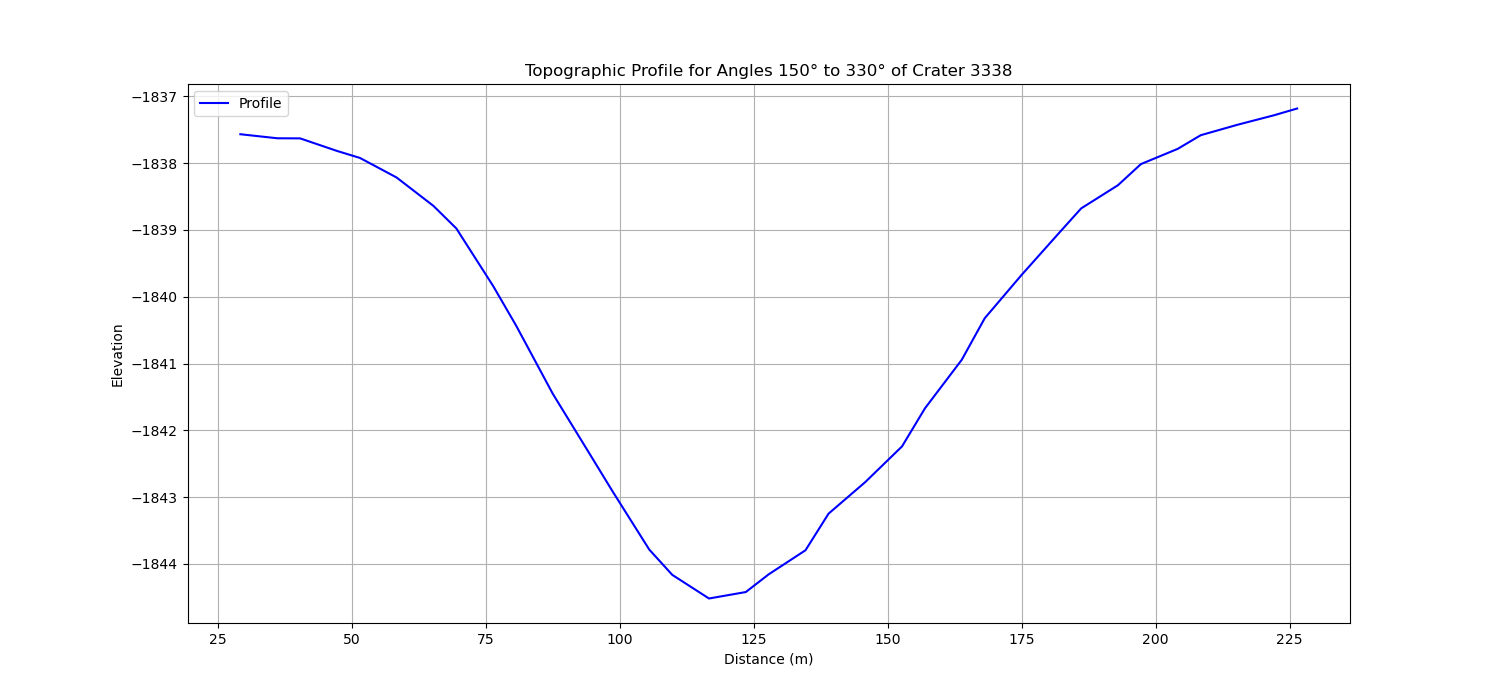 Topographic Profile for Angles 150° to 330° of Crater 3338
Profile
−1837
−1838
−1839
−1840
−1841
−1842
−1843
−1844
Elevation
25 50 75 100 125 150 175 200 225
Distance (m)